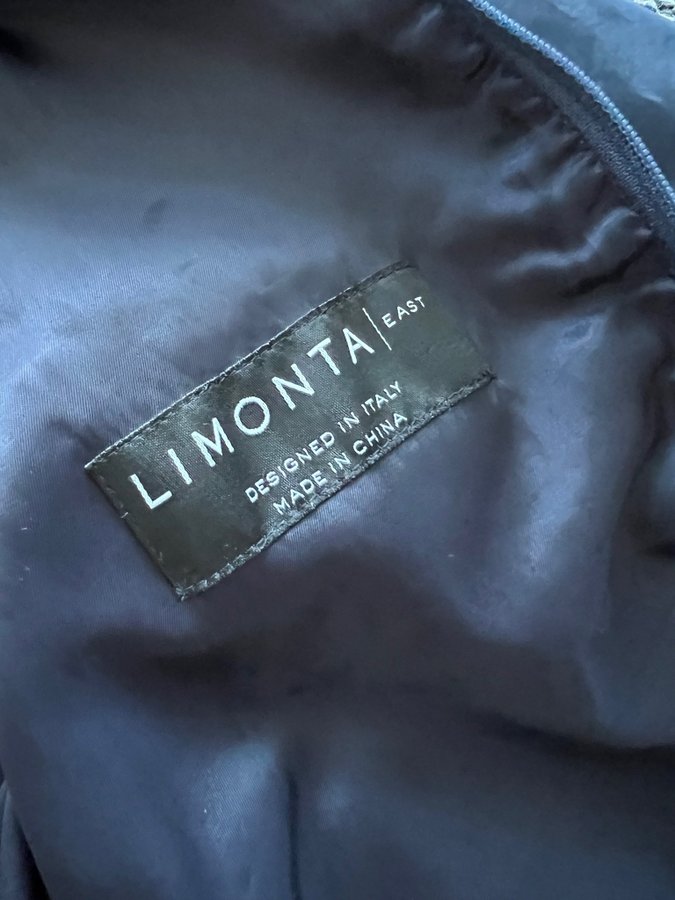 LIMONTA | EAST
DESIGNED IN ITALY
MADE IN CHINA